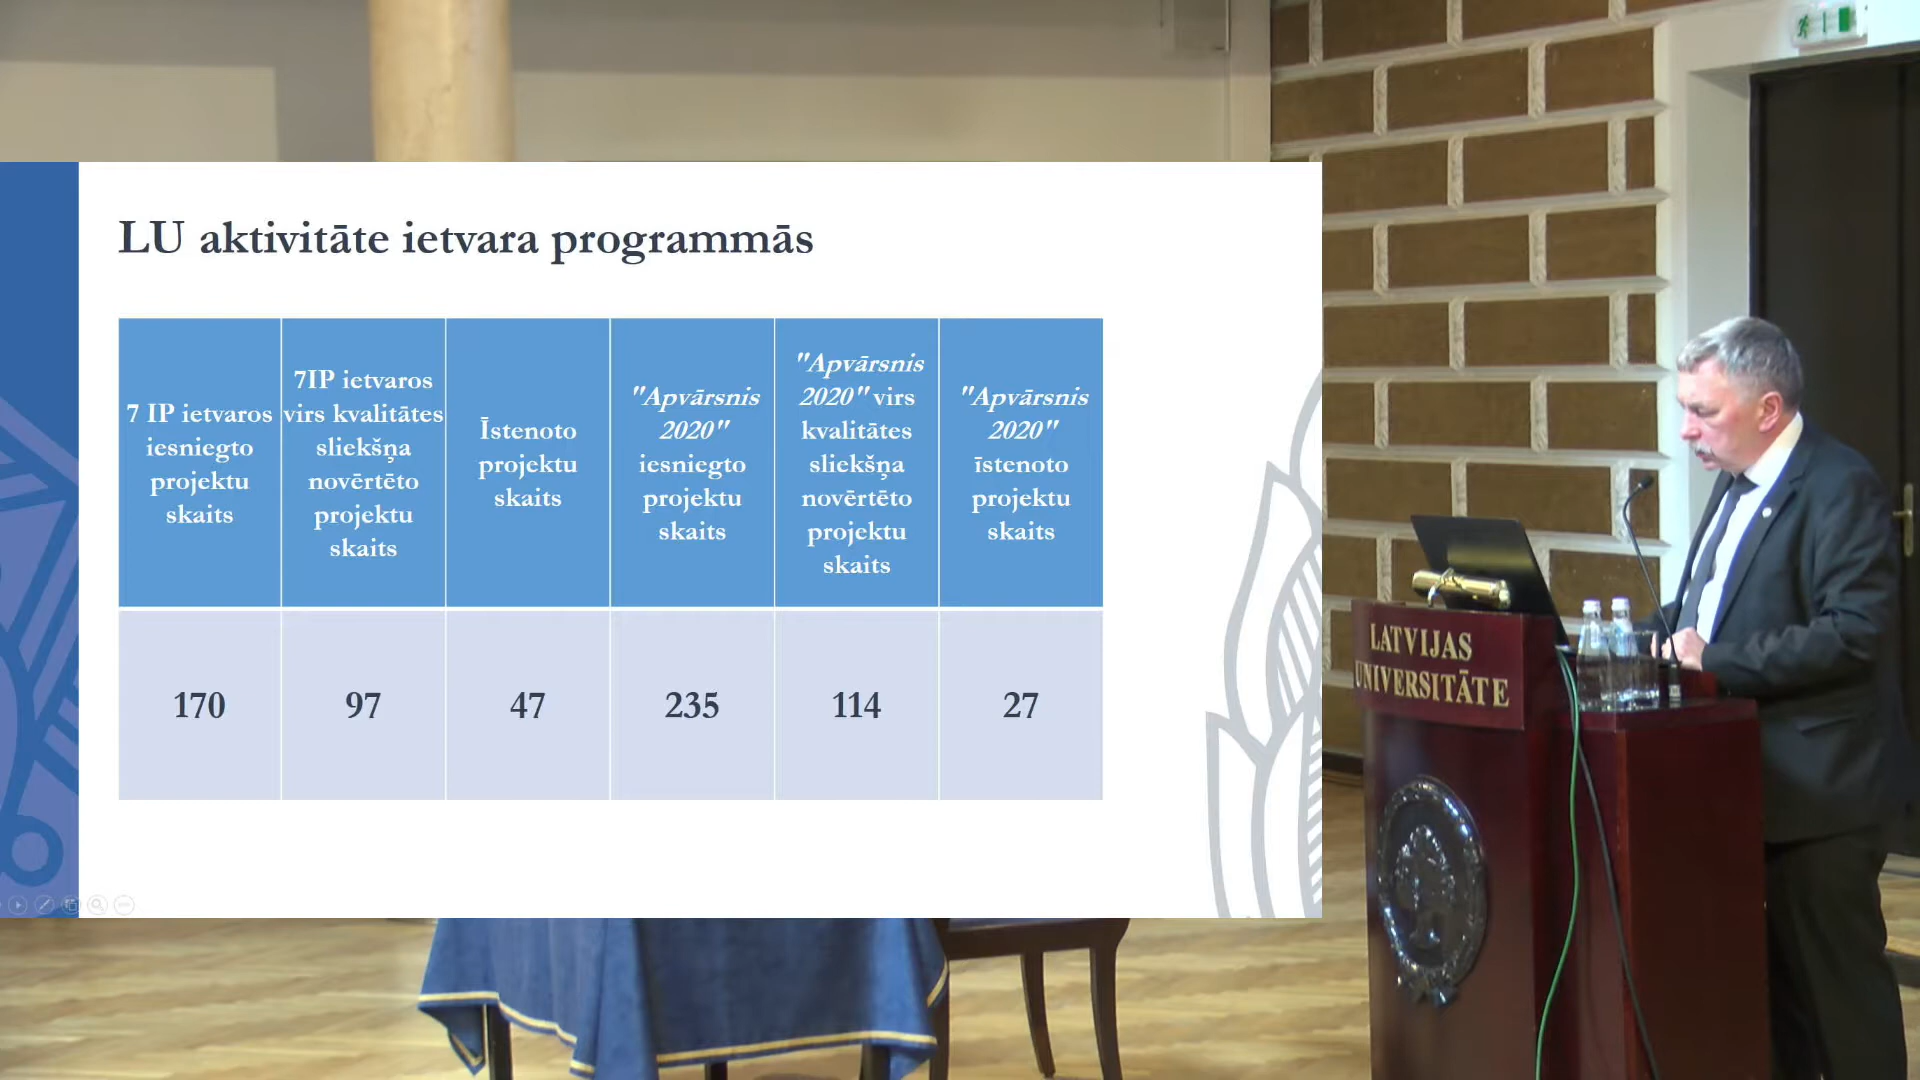 LU aktivitāte ietvara programmās
7 IP ietvaros
iesniegto
projektu
skaits
7IP ietvaros
virs kvalitātes
sliekšņa
novērtēto
projektu
skaits
Īstenoto
projektu
skaits
"Apvārsnis
2020"
iesniegto
projektu
skaits
"Apvārsnis
2020" virs
kvalitātes
sliekšņa
novērtēto
projektu
skaits
"Apvārsnis
2020"
īstenoto
projektu
skaits
170
97
47
235
114
27
LATVIJAS
UNIVERSITĀTE